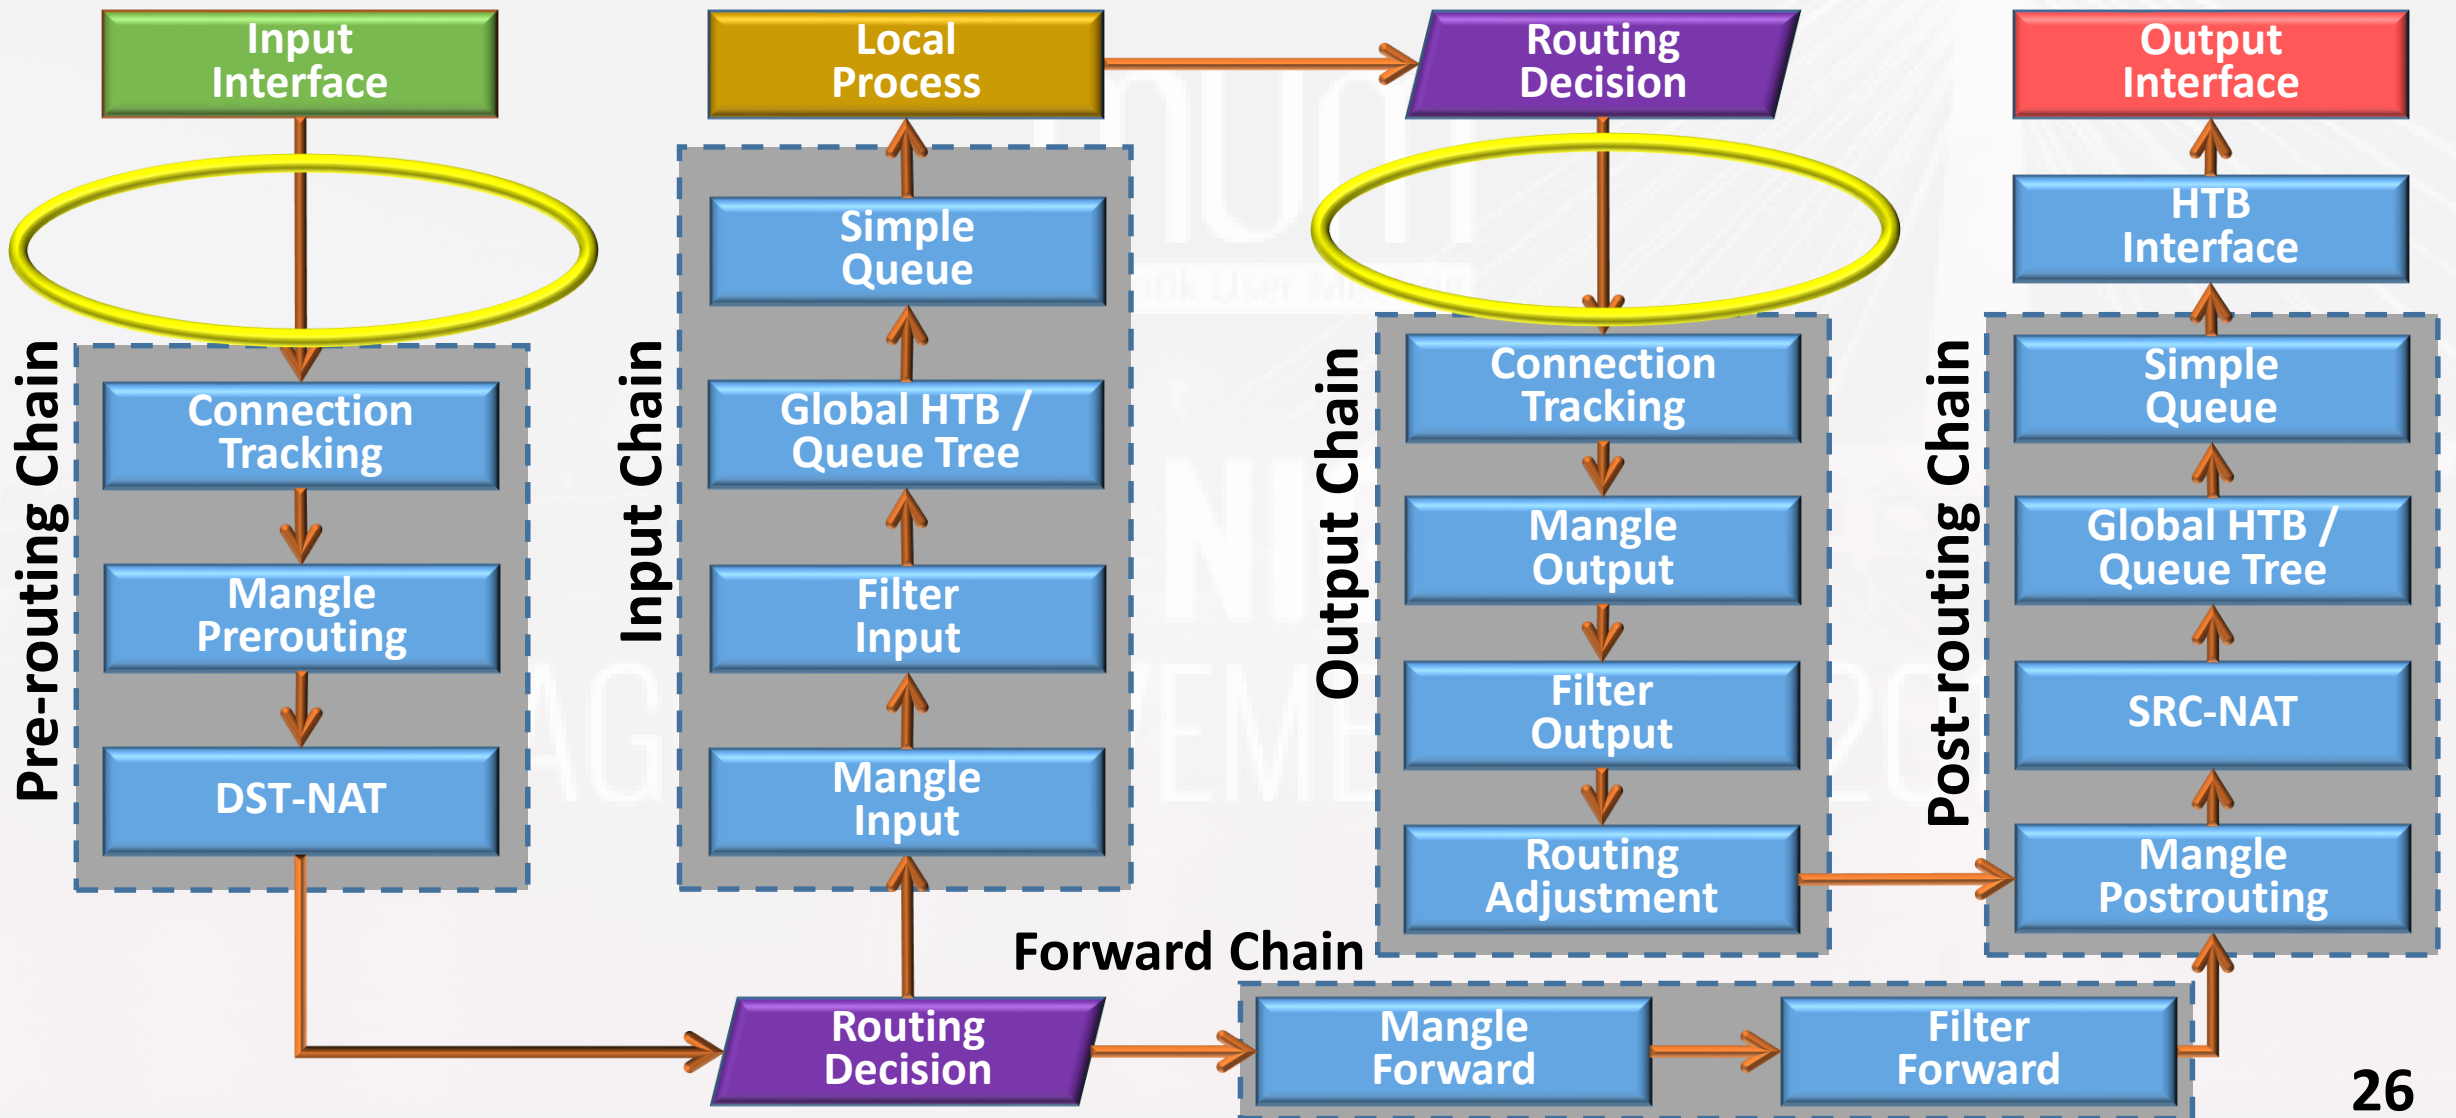 Input
Interface
Local
Process
Routing
Decision
Output
Interface
Pre-routing Chain
Connection
Tracking
Mangle
Prerouting
DST-NAT
Input Chain
Simple
Queue
Global HTB /
Queue Tree
Filter
Input
Mangle
Input
Output Chain
Connection
Tracking
Mangle
Output
Filter
Output
Routing
Adjustment
Post-routing Chain
HTB
Interface
Simple
Queue
Global HTB /
Queue Tree
SRC-NAT
Mangle
Postrouting
Routing
Decision
Forward Chain
Mangle
Forward
Filter
Forward
26